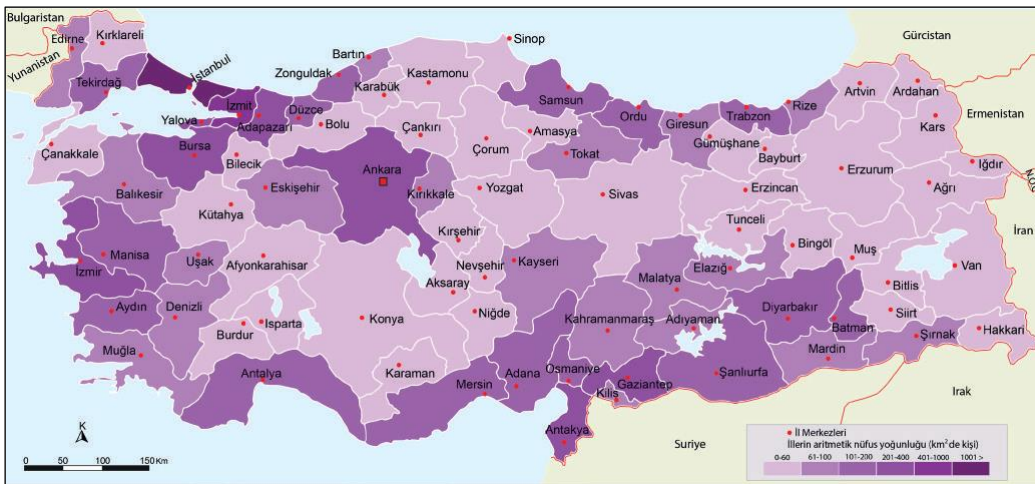 Bulgaristan
Kırklareli
Edirne
Yunanistan
Tekirdağ
İstanbul
Sinop
Gürcistan
Bartın
Zonguldak
Kastamonu
Karabük
İzmit
Düzce
Adapazarı
Yalova
Bolu
Samsun
Ordu
Giresun
Trabzon
Rize
Artvin
Ardahan
Ermenistan
Kars
Çanakkale
Bursa
Bilecik
Çankırı
Çorum
Amasya
Tokat
Gümüşhane
Bayburt
Erzurum
Iğdır
Ağrı
Ankara
Balıkesir
Eskişehir
Kırıkkale
Yozgat
Sivas
Erzincan
Kütahya
Kırşehir
Tunceli
İran
Manisa
Uşak
Afyonkarahisar
Nevşehir
Kayseri
Elazığ
Bingöl
Muş
Van
İzmir
Aksaray
Malatya
Bitlis
Aydın
Denizli
Isparta
Burdur
Konya
Niğde
Kahramanmaraş
Adıyaman
Diyarbakır
Batman
Siirt
Şırnak
Hakkari
Muğla
Antalya
Karaman
Mersin
Adana
Osmaniye
Gaziantep
Kilis
Şanlıurfa
Mardin
Antakya
Suriye
Irak
K
0
50
100
150 Km
İl Merkezleri
İllerin aritmetik nüfus yoğunluğu (km² de kişi)
0-60 61-100 101-200 201-400 401-1000 1001 >